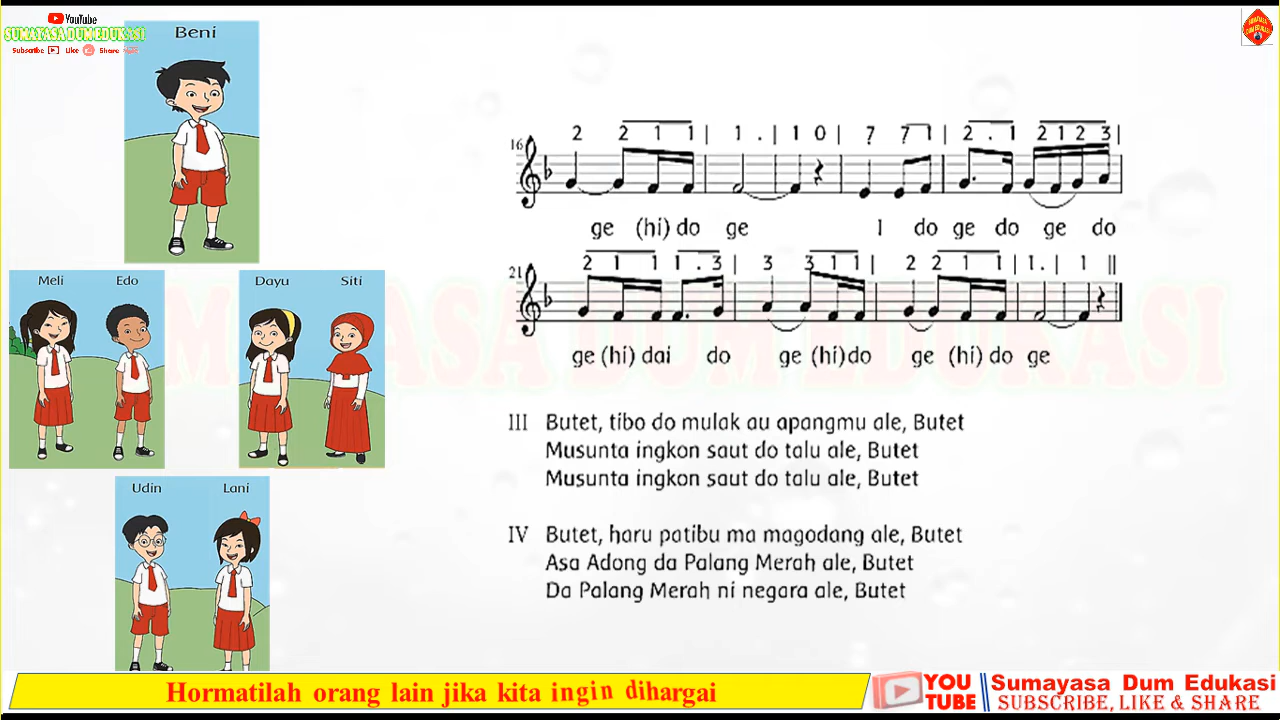 YouTube
SUMAYASA DUM EDUKASI
Subscribe Like Share
Beni
Meli Edo
Dayu Siti
Udin Lani
2 2 1 1 | 1 . | 1 0 | 7 7 1 | 2 . 1 2 1 2 3 |
16
ge (hi) do ge I do ge do ge do
2 1 1 1 . 3 | 3 3 1 1 | 2 2 1 1 | 1 . | 1 ||
21
ge (hi) dai do ge (hi) do ge (hi) do ge
III Butet, tibo do mulak au apangmu ale, Butet
Musunta ingkon saut do talu ale, Butet
Musunta ingkon saut do talu ale, Butet
IV Butet, haru patibu ma magodang ale, Butet
Asa Adong da Palang Merah ale, Butet
Da Palang Merah ni negara ale, Butet
Hormatilah orang lain jika kita ingin dihargai
YOU
TUBE
Sumayasa Dum Edukasi
SUBSCRIBE, LIKE & SHARE